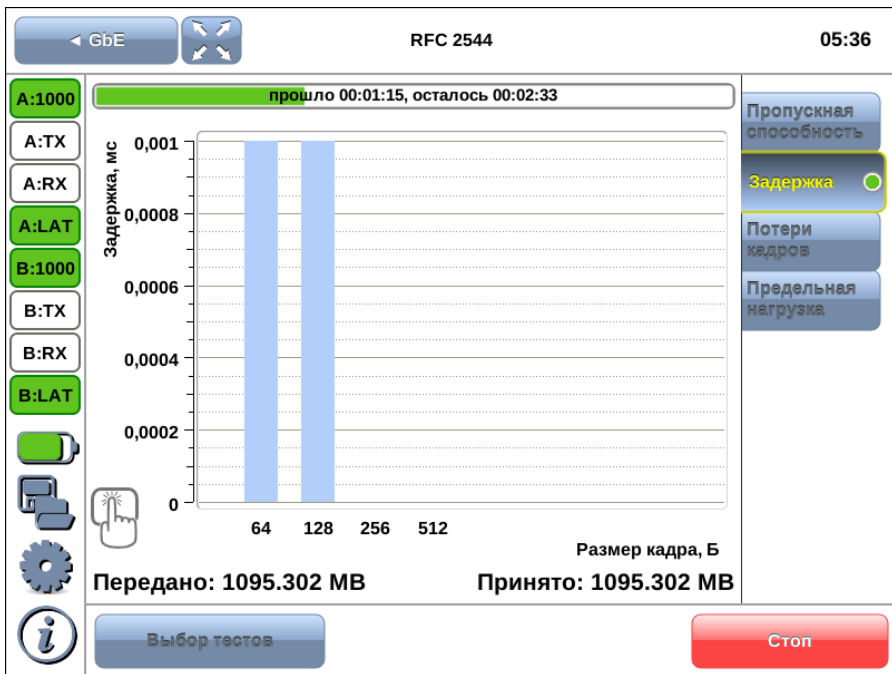 ◄ GbE
RFC 2544
05:36
A:1000
A:TX
A:RX
A:LAT
B:1000
B:TX
B:RX
B:LAT
прошло 00:01:15, осталось 00:02:33
Задержка, мс
0,001
0,0008
0,0006
0,0004
0,0002
0
64 128 256 512
Размер кадра, Б
Передано: 1095.302 MB
Принято: 1095.302 MB
Пропускная
способность
Задержка
Потери
кадров
Предельная
нагрузка
i
Выбор тестов
Стоп